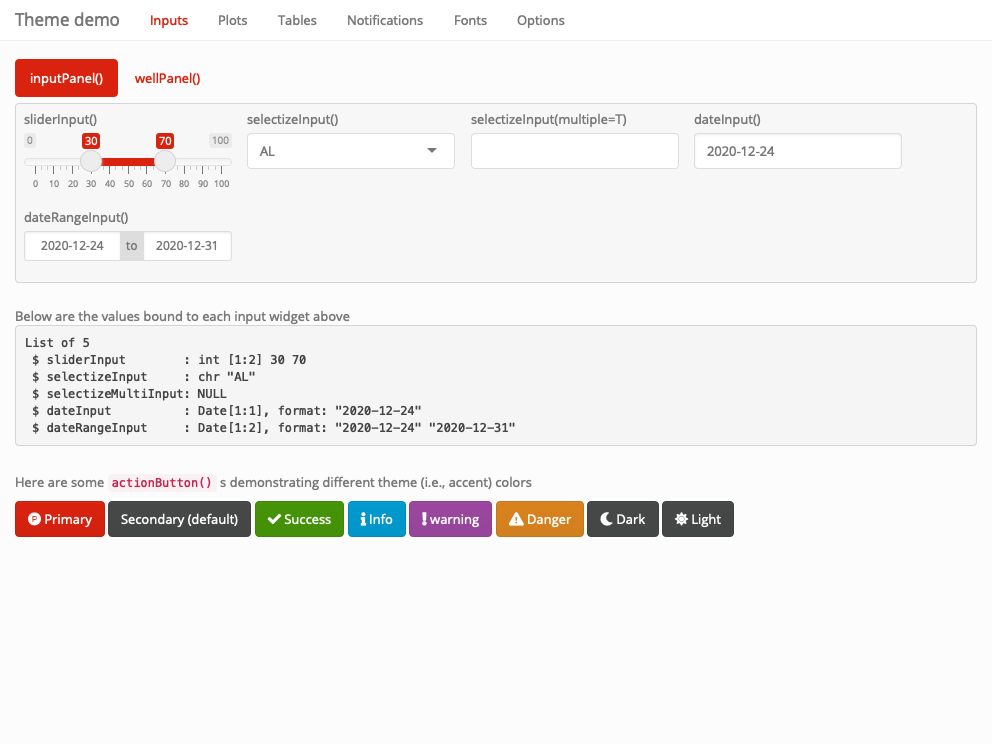 Theme demo Inputs Plots Tables Notifications Fonts Options
inputPanel() wellPanel()
sliderInput() selectizeInput() selectizeInput(multiple=T) dateInput()
0 30 70 100
AL 2020-12-24
0 10 20 30 40 50 60 70 80 90 100
dateRangeInput()
2020-12-24 to 2020-12-31
Below are the values bound to each input widget above
List of 5
 $ sliderInput        : int [1:2] 30 70
 $ selectizeInput     : chr "AL"
 $ selectizeMultiInput: NULL
 $ dateInput          : Date[1:1], format: "2020-12-24"
 $ dateRangeInput     : Date[1:2], format: "2020-12-24" "2020-12-31"
Here are some actionButton() s demonstrating different theme (i.e., accent) colors
P Primary Secondary (default) Success Info warning Danger Dark Light